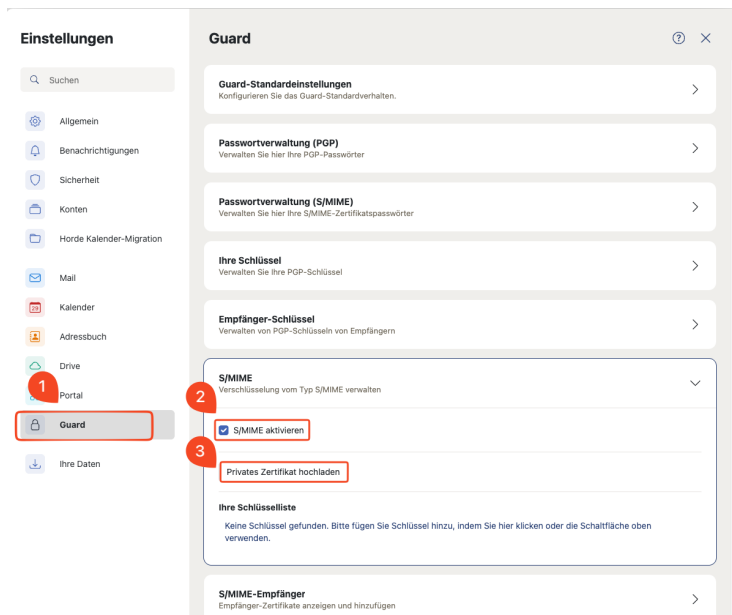 Einstellungen
Suchen
Allgemein
Benachrichtigungen
Sicherheit
Konten
Horde Kalender-Migration
Mail
29
Kalender
Adressbuch
Drive
1
Portal
Guard
Ihre Daten
Guard
?
Guard-Standardeinstellungen
Konfigurieren Sie das Guard-Standardverhalten.
Passwortverwaltung (PGP)
Verwalten Sie hier Ihre PGP-Passwörter
Passwortverwaltung (S/MIME)
Verwalten Sie hier Ihre S/MIME-Zertifikatspasswörter
Ihre Schlüssel
Verwalten Sie Ihre PGP-Schlüssel
Empfänger-Schlüssel
Verwalten von PGP-Schlüsseln von Empfängern
S/MIME
Verschlüsselung vom Typ S/MIME verwalten
2
S/MIME aktivieren
3
Privates Zertifikat hochladen
Ihre Schlüsselliste
Keine Schlüssel gefunden. Bitte fügen Sie Schlüssel hinzu, indem Sie hier klicken oder die Schaltfläche oben
verwenden.
S/MIME-Empfänger
Empfänger-Zertifikate anzeigen und hinzufügen